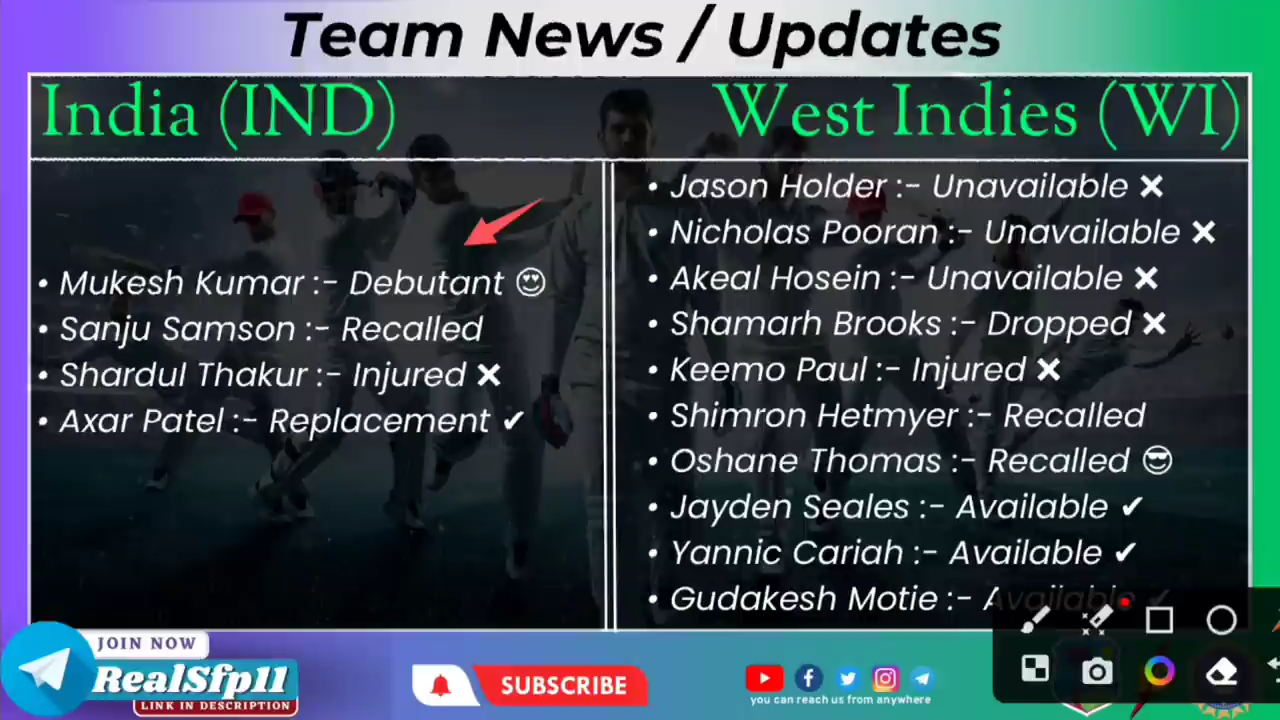 Team News / Updates
India (IND)
• Mukesh Kumar :- Debutant 😍
• Sanju Samson :- Recalled
• Shardul Thakur :- Injured ❌
• Axar Patel :- Replacement ✔
West Indies (WI)
• Jason Holder :- Unavailable ❌
• Nicholas Pooran :- Unavailable ❌
• Akeal Hosein :- Unavailable ❌
• Shamarh Brooks :- Dropped ❌
• Keemo Paul :- Injured ❌
• Shimron Hetmyer :- Recalled
• Oshane Thomas :- Recalled 😎
• Jayden Seales :- Available ✔
• Yannic Cariah :- Available ✔
• Gudakesh Motie :- Available ✔
JOIN NOW
RealSfp11
LINK IN DESCRIPTION
SUBSCRIBE
you can reach us from anywhere